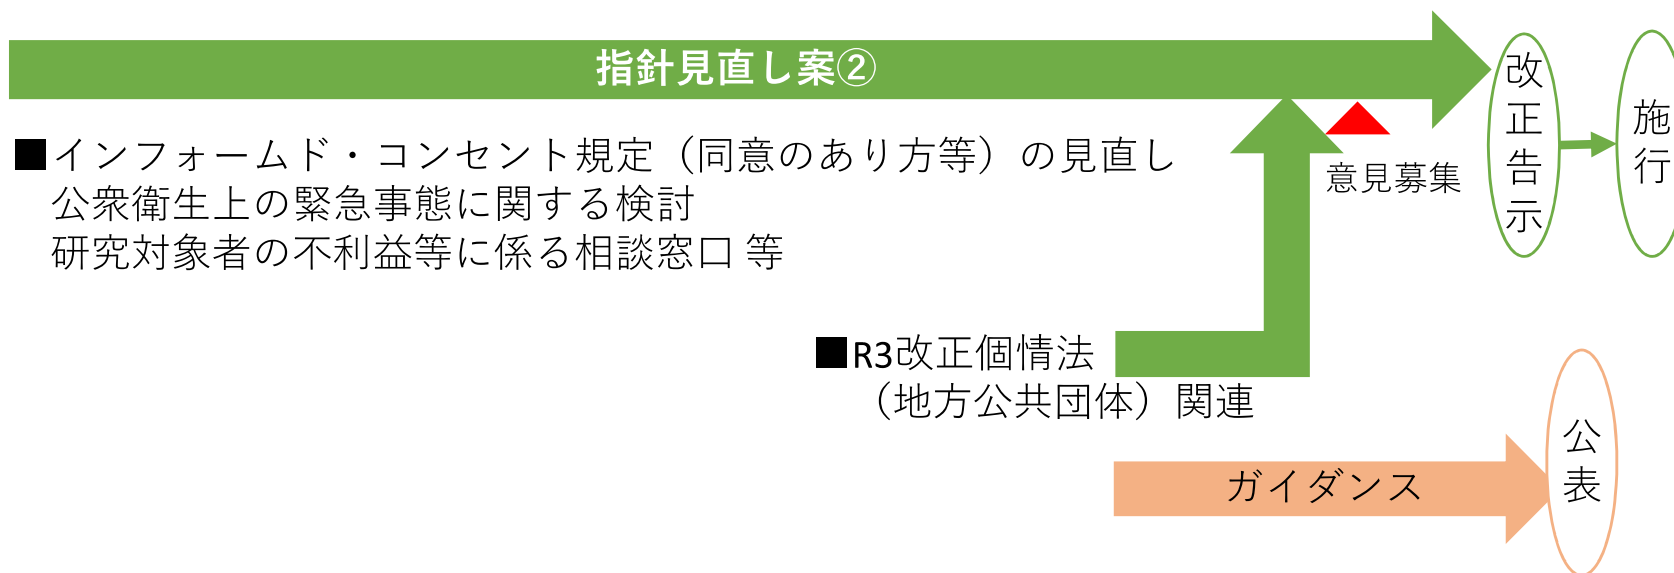 指針見直し案②
■インフォームド・コンセント規定（同意のあり方等）の見直し
公衆衛生上の緊急事態に関する検討
研究対象者の不利益等に係る相談窓口 等
意見募集
改正告示
施行
■R3改正個情法
（地方公共団体）関連
ガイダンス
公表